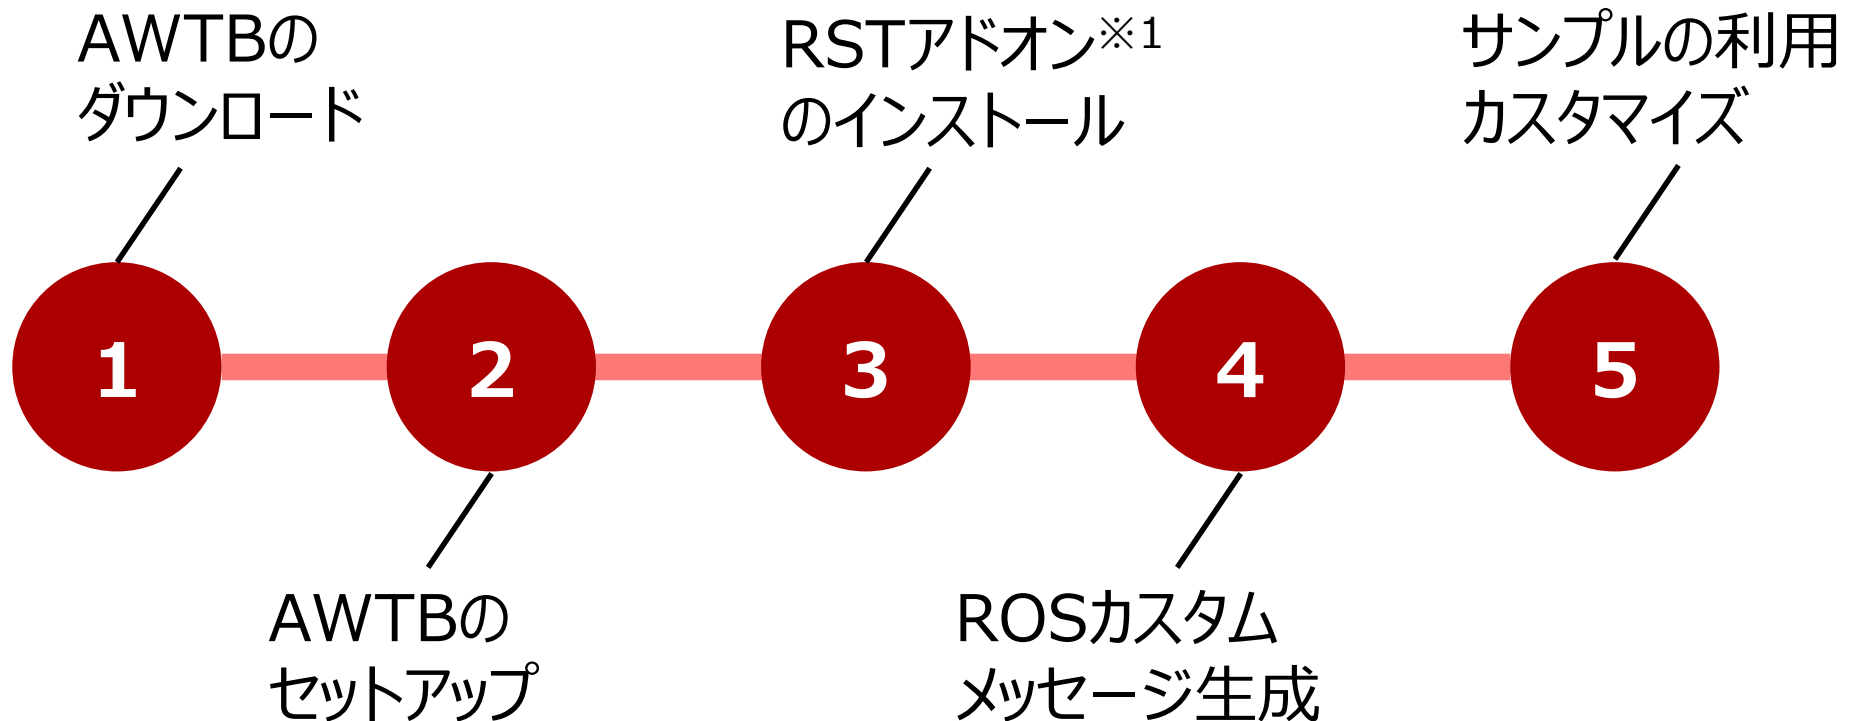 AWTBの
ダウンロード
RSTアドオン※1
のインストール
サンプルの利用
カスタマイズ
1
2
3
4
5
AWTBの
セットアップ
ROSカスタム
メッセージ生成